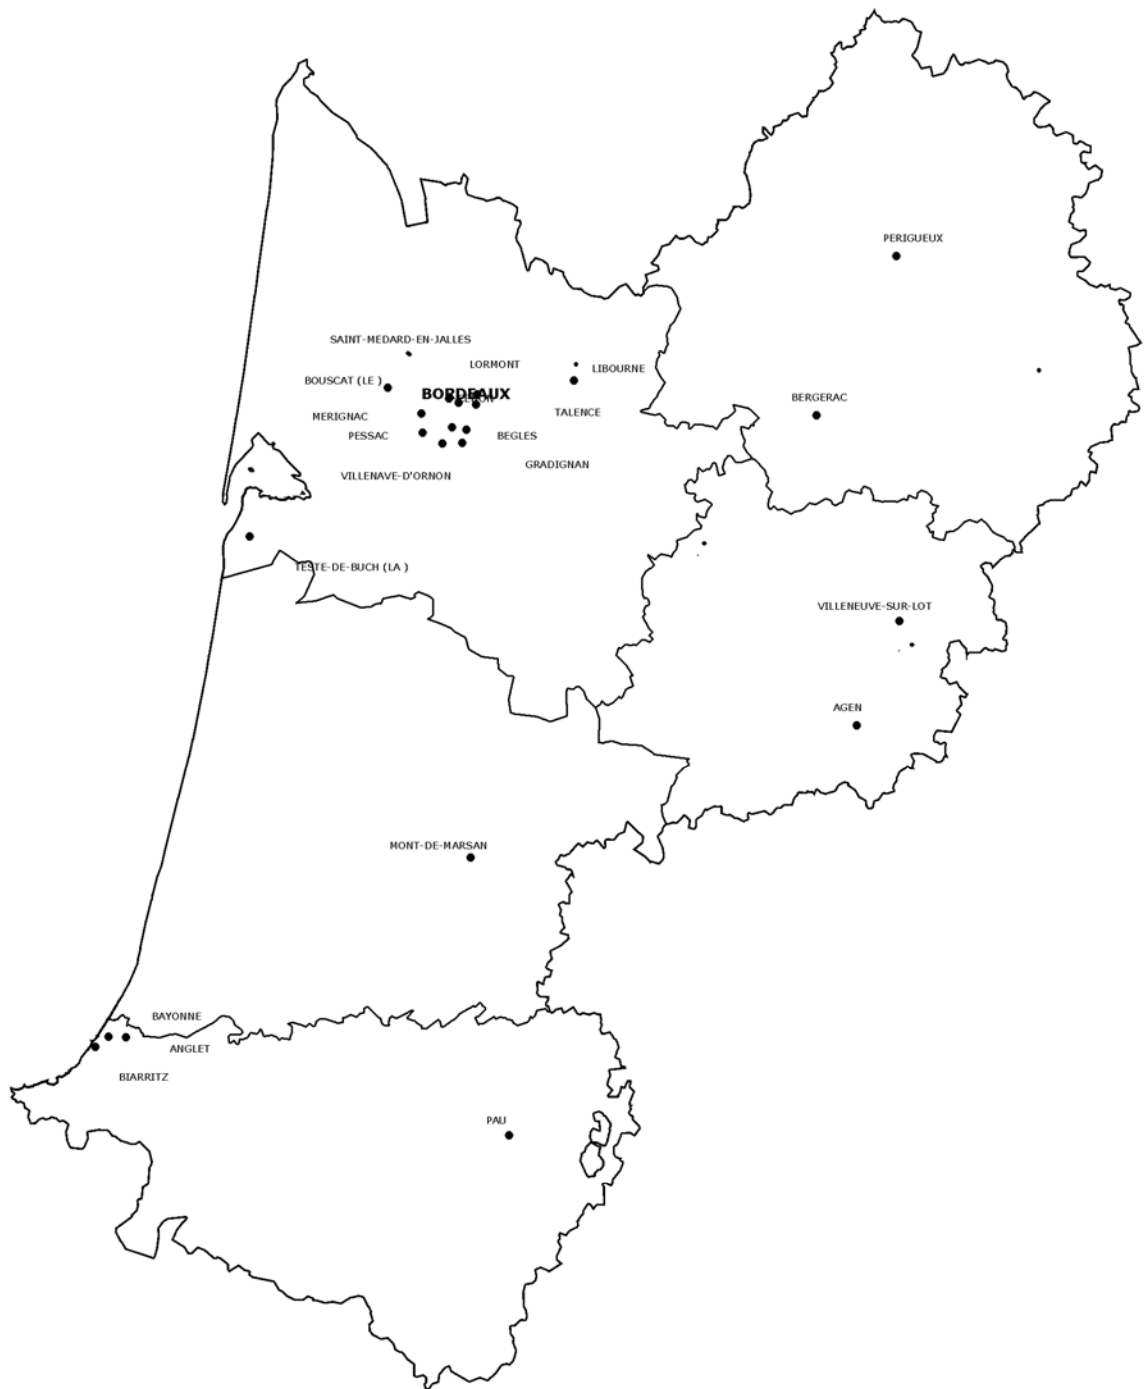 PERIGUEUX
SAINT-MEDARD-EN-JALLES
LORMONT
LIBOURNE
BOUSCAT (LE )
BORDEAUX
BERGERAC
MERIGNAC
TALENCE
PESSAC
BEGLES
GRADIGNAN
VILLENAVE-D'ORNON
TESTE-DE-BUCH (LA )
VILLENEUVE-SUR-LOT
AGEN
MONT-DE-MARSAN
BAYONNE
ANGLET
BIARRITZ
PAU